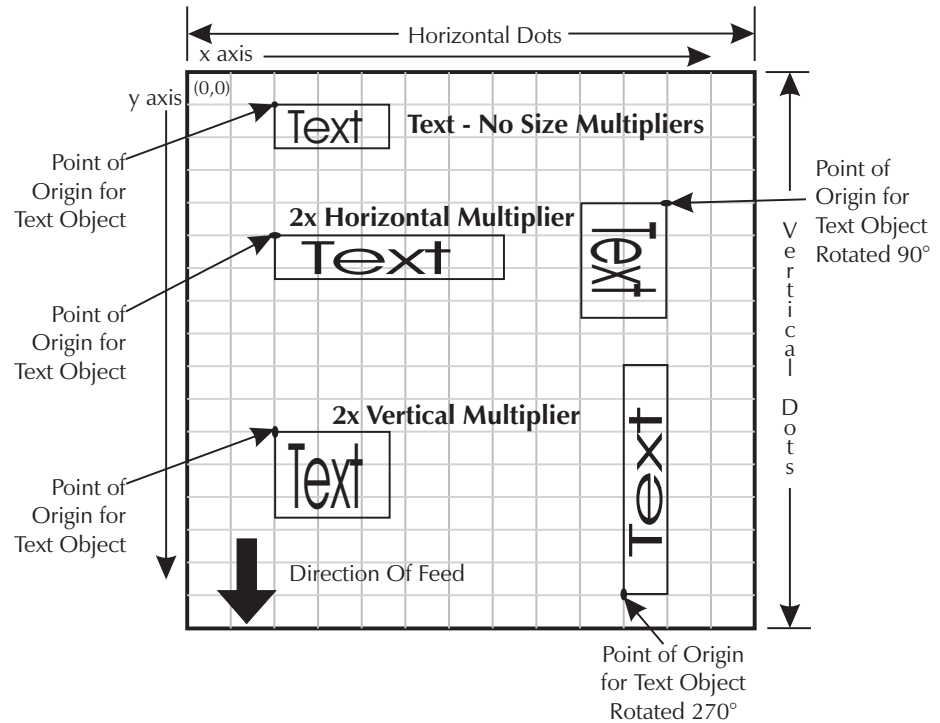 Horizontal Dots
x axis
(0,0)
y axis
Text
Text - No Size Multipliers
Point of
Origin for
Text Object
Point of
Origin for
Text Object
Rotated 90°
2x Horizontal Multiplier
Text
Text
Vertical Dots
Point of
Origin for
Text Object
2x Vertical Multiplier
Text
Text
Point of
Origin for
Text Object
Direction Of Feed
Point of Origin
for Text Object
Rotated 270°